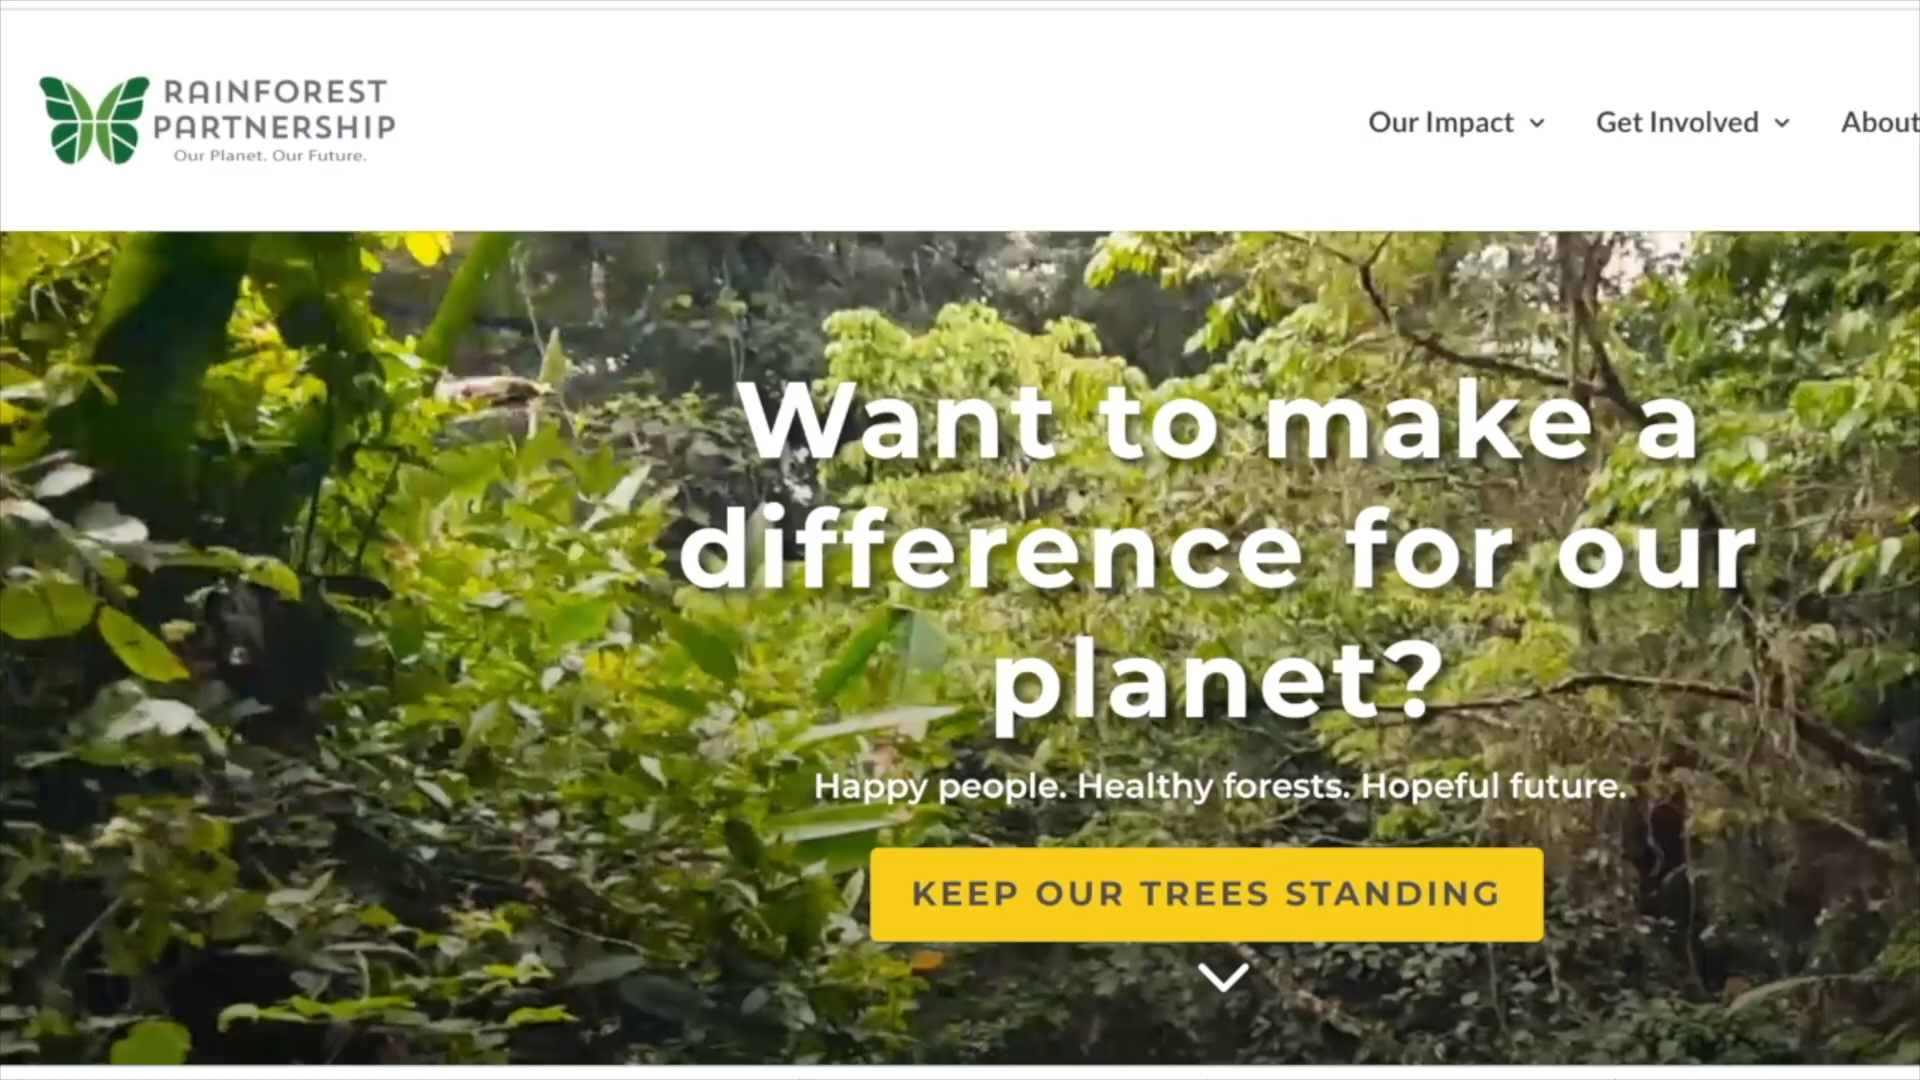 RAINFOREST
PARTNERSHIP
Our Planet. Our Future.
Our Impact
Get Involved
About
Want to make a
difference for our
planet?
Happy people. Healthy forests. Hopeful future.
KEEP OUR TREES STANDING